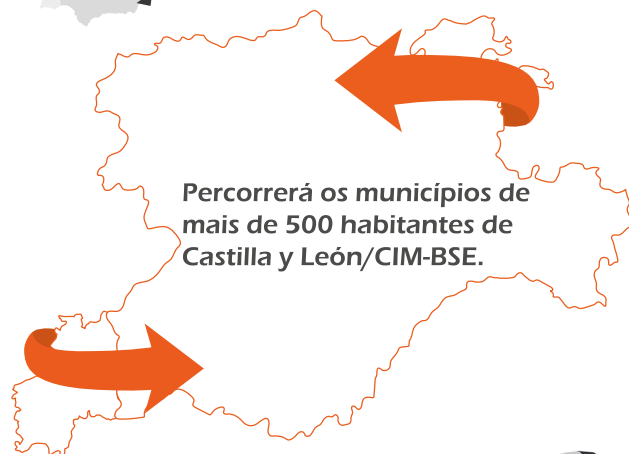 Percorrerá os municípios de
mais de 500 habitantes de
Castilla y León/CIM-BSE.